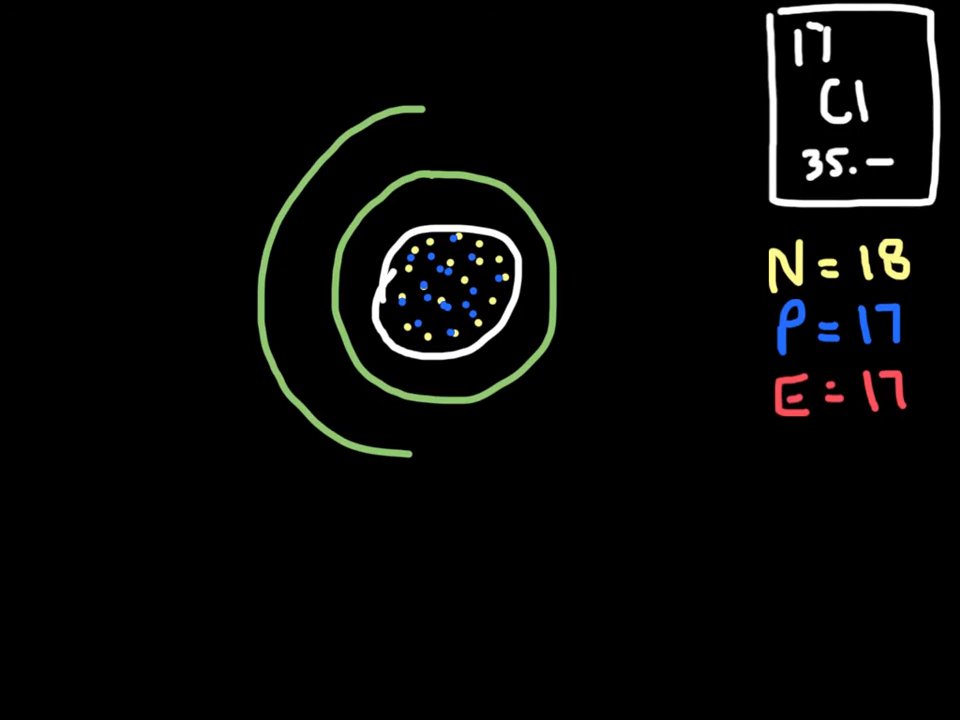 17
Cl
35.-
N = 18
P = 17
E = 17